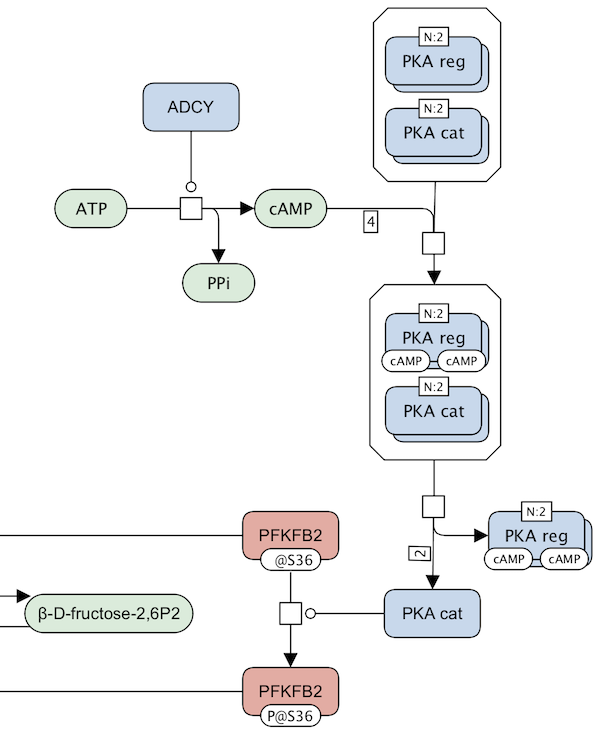 N:2
PKA reg
N:2
PKA cat
ADCY
ATP
cAMP
4
PPi
N:2
PKA reg
cAMP cAMP
N:2
PKA cat
N:2
PKA reg
cAMP cAMP
2
PFKFB2
@S36
β-D-fructose-2,6P2
PKA cat
PFKFB2
P@S36